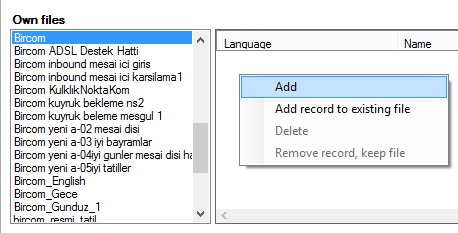 Own files
Bircom
Bircom ADSL Destek Hatti
Bircom inbound mesai ici giris
Bircom inbound mesai ici karsilama1
Bircom KulklikNoktaKom
Bircom kuyruk bekleme ns2
Bircom kuyruk beleme mesgul 1
Bircom yeni a-02 mesai disi
Bircom yeni a-03 iyi bayramlar
Bircom yeni a-04iyi gunler mesai disi ha
Bircom yeni a-05iyi tatiller
Bircom_English
Bircom_Gece
Bircom_Gunduz_1
bircom_resmi_tatil
Language Name
Add
Add record to existing file
Delete
Remove record, keep file